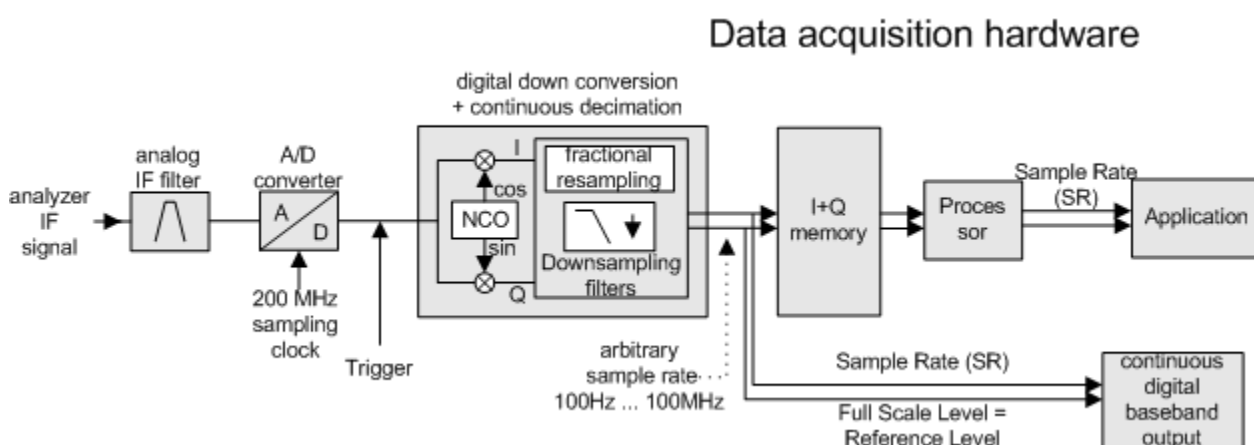 Data acquisition hardware
digital down conversion
+ continuous decimation
analyzer
IF
signal
analog
IF filter
A/D
converter
A
D
200 MHz
sampling
clock
Trigger
I
cos
NCO
sin
Q
fractional
resampling
Downsampling
filters
arbitrary
sample rate
100Hz ... 100MHz
I+Q
memory
Proces
sor
Sample Rate
(SR)
Application
Sample Rate (SR)
Full Scale Level =
Reference Level
continuous
digital
baseband
output